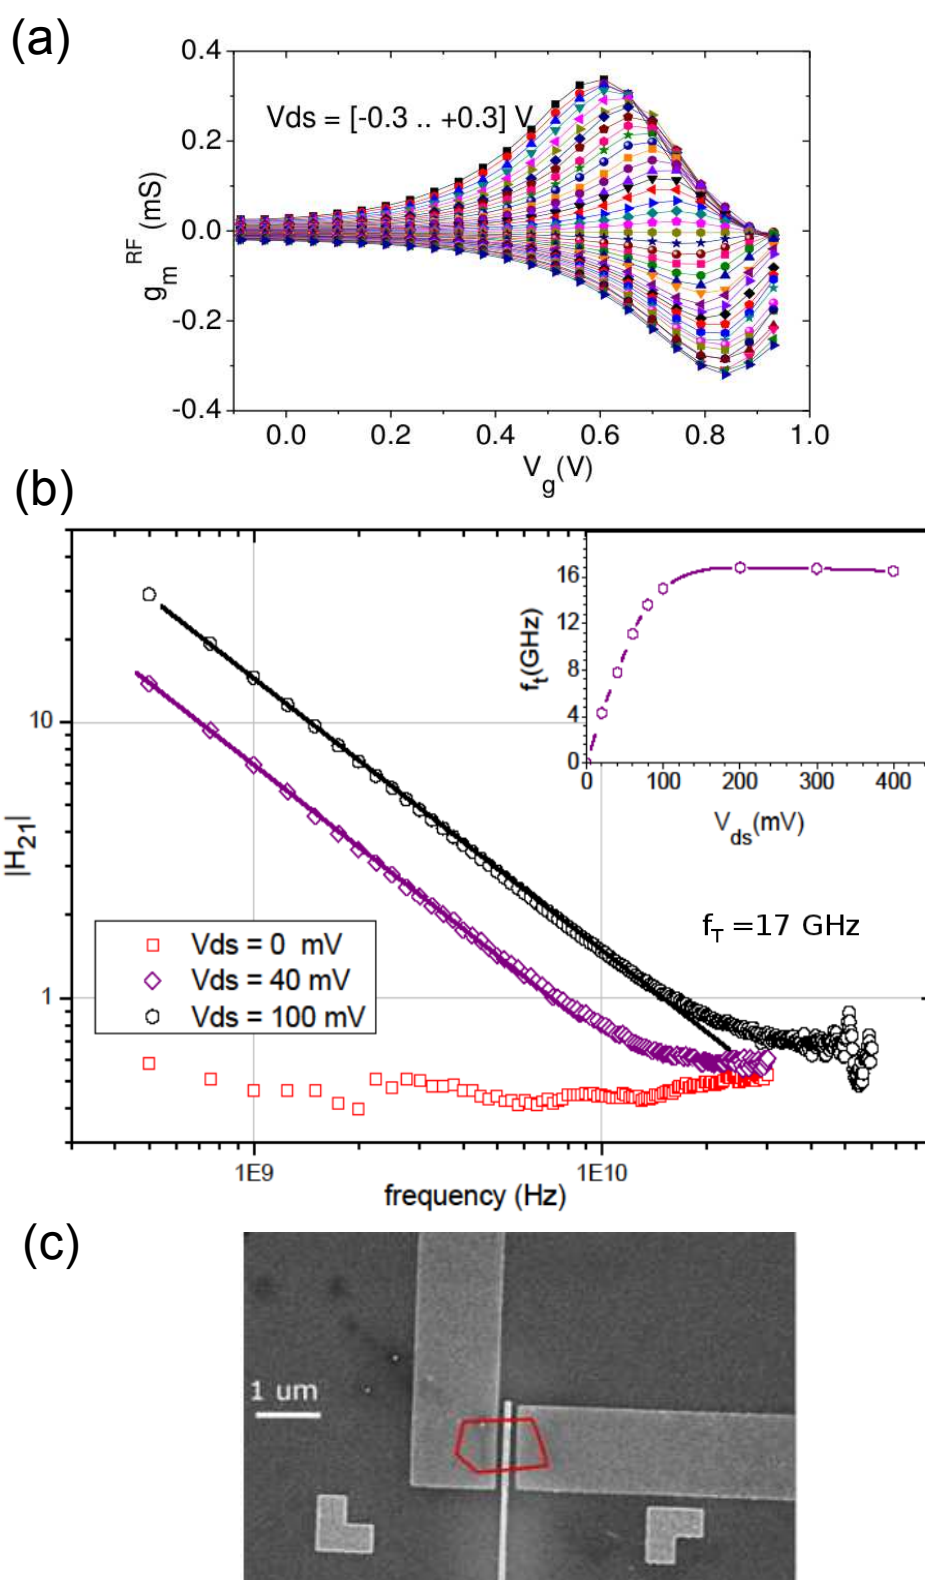 (a)
0.4
0.2
0.0
-0.2
-0.4
g_m^RF (mS)
Vds = [-0.3 .. +0.3] V
0.0 0.2 0.4 0.6 0.8 1.0
V_g(V)
(b)
10
1
|H_21|
16
12
8
4
0
f_t(GHz)
0 100 200 300 400
V_ds(mV)
f_T =17 GHz
Vds = 0 mV
Vds = 40 mV
Vds = 100 mV
1E9 1E10
frequency (Hz)
(c)
1 um